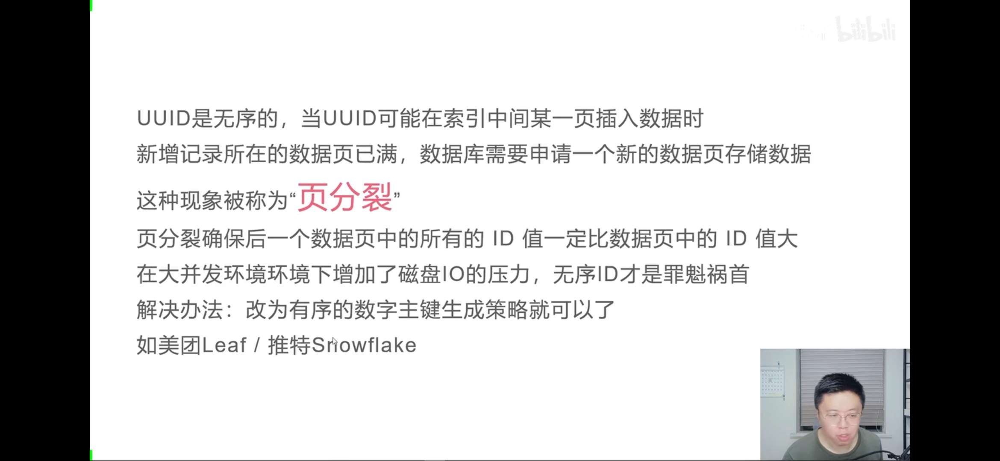 bilibili
UUID是无序的，当UUID可能在索引中间某一页插入数据时
新增记录所在的数据页已满，数据库需要申请一个新的数据页存储数据
这种现象被称为“页分裂”
页分裂确保后一个数据页中的所有的 ID 值一定比数据页中的 ID 值大
在大并发环境环境下增加了磁盘IO的压力，无序ID才是罪魁祸首
解决办法：改为有序的数字主键生成策略就可以了
如美团Leaf / 推特Snowflake